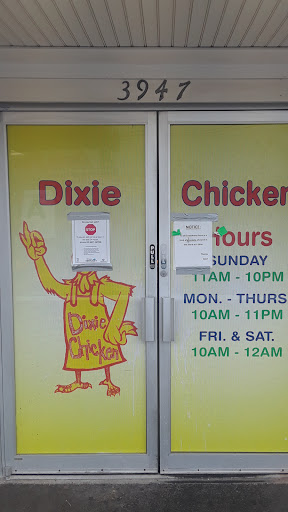 3947
Dixie Chicken
STOP
NOTICE
Hours
SUNDAY
11AM - 10PM
MON. - THURS
10AM - 11PM
FRI. & SAT.
10AM - 12AM
Dixie
Chicken